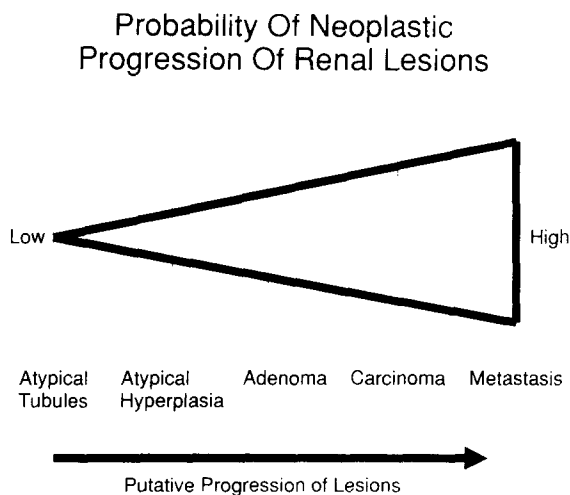 Probability Of Neoplastic
Progression Of Renal Lesions
Low
High
Atypical
Tubules
Atypical
Hyperplasia
Adenoma
Carcinoma
Metastasis
Putative Progression of Lesions